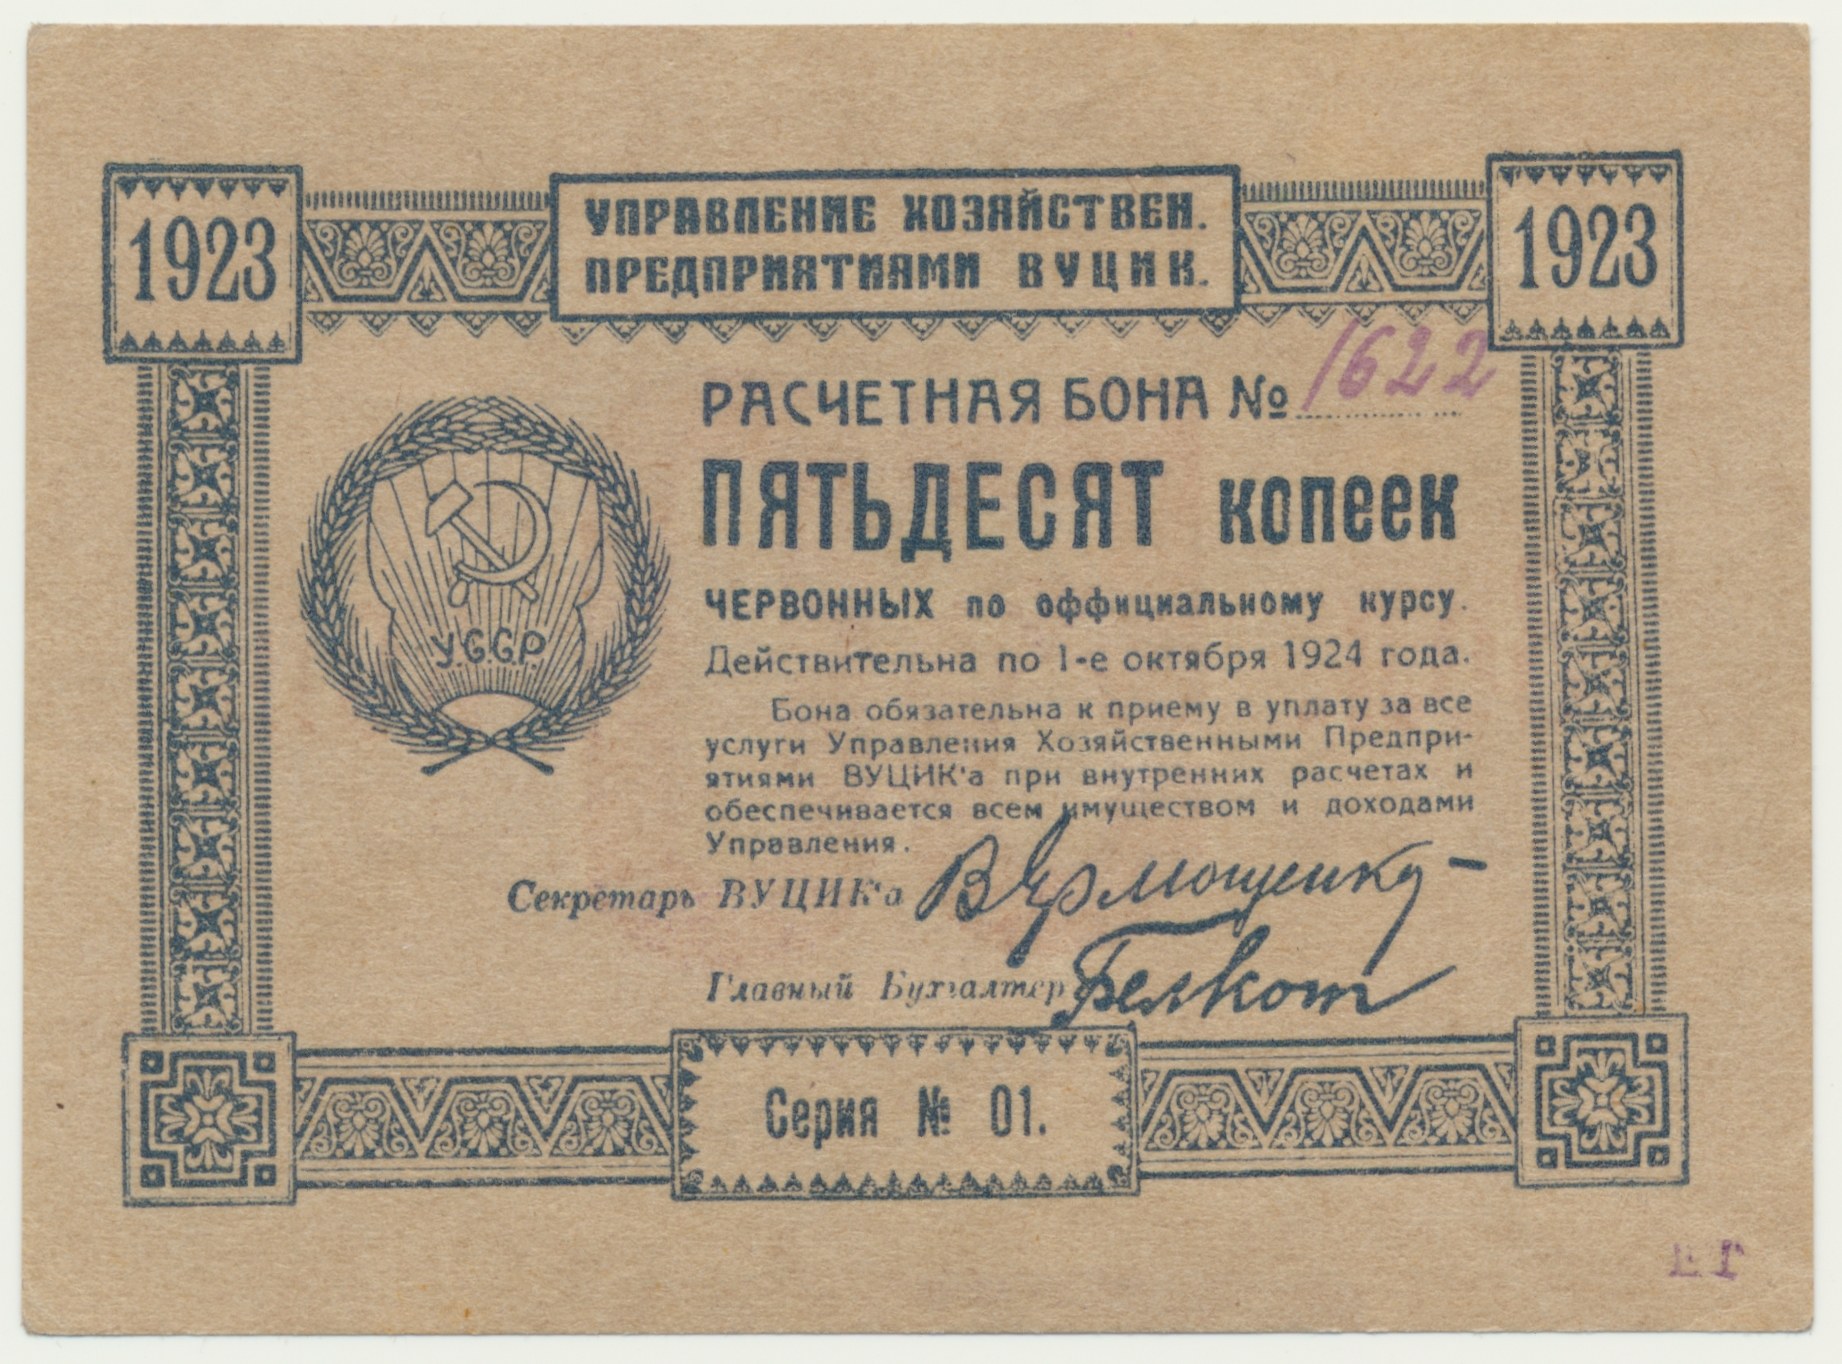 1923
УПРАВЛЕНИЕ ХОЗЯЙСТВЕН.
ПРЕДПРИЯТИЯМИ ВУЦИК.
1923
РАСЧЕТНАЯ БОНА № 1622
ПЯТЬДЕСЯТ копеек
ЧЕРВОННЫХ по оффициальному курсу.
Действительна по 1-е октября 1924 года.
Бона обязательна к приему в уплату за все
услуги Управления Хозяйственными Предпри-
ятиями ВУЦИК'а при внутренних расчетах и
обеспечивается всем имуществом и доходами
Управления.
У.С.С.Р.
Секретарь ВУЦИК'а В Ермощенко
Главный Бухгалтер
Серия № 01.